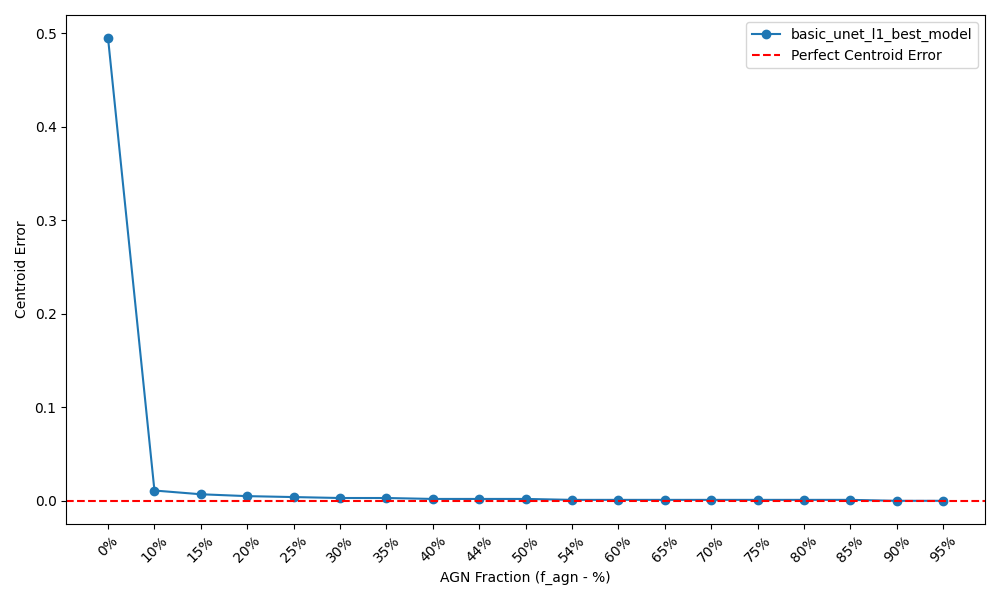 basic_unet_l1_best_model
Perfect Centroid Error
Centroid Error
0.5
0.4
0.3
0.2
0.1
0.0
0% 10% 15% 20% 25% 30% 35% 40% 44% 50% 54% 60% 65% 70% 75% 80% 85% 90% 95%
AGN Fraction (f_agn - %)